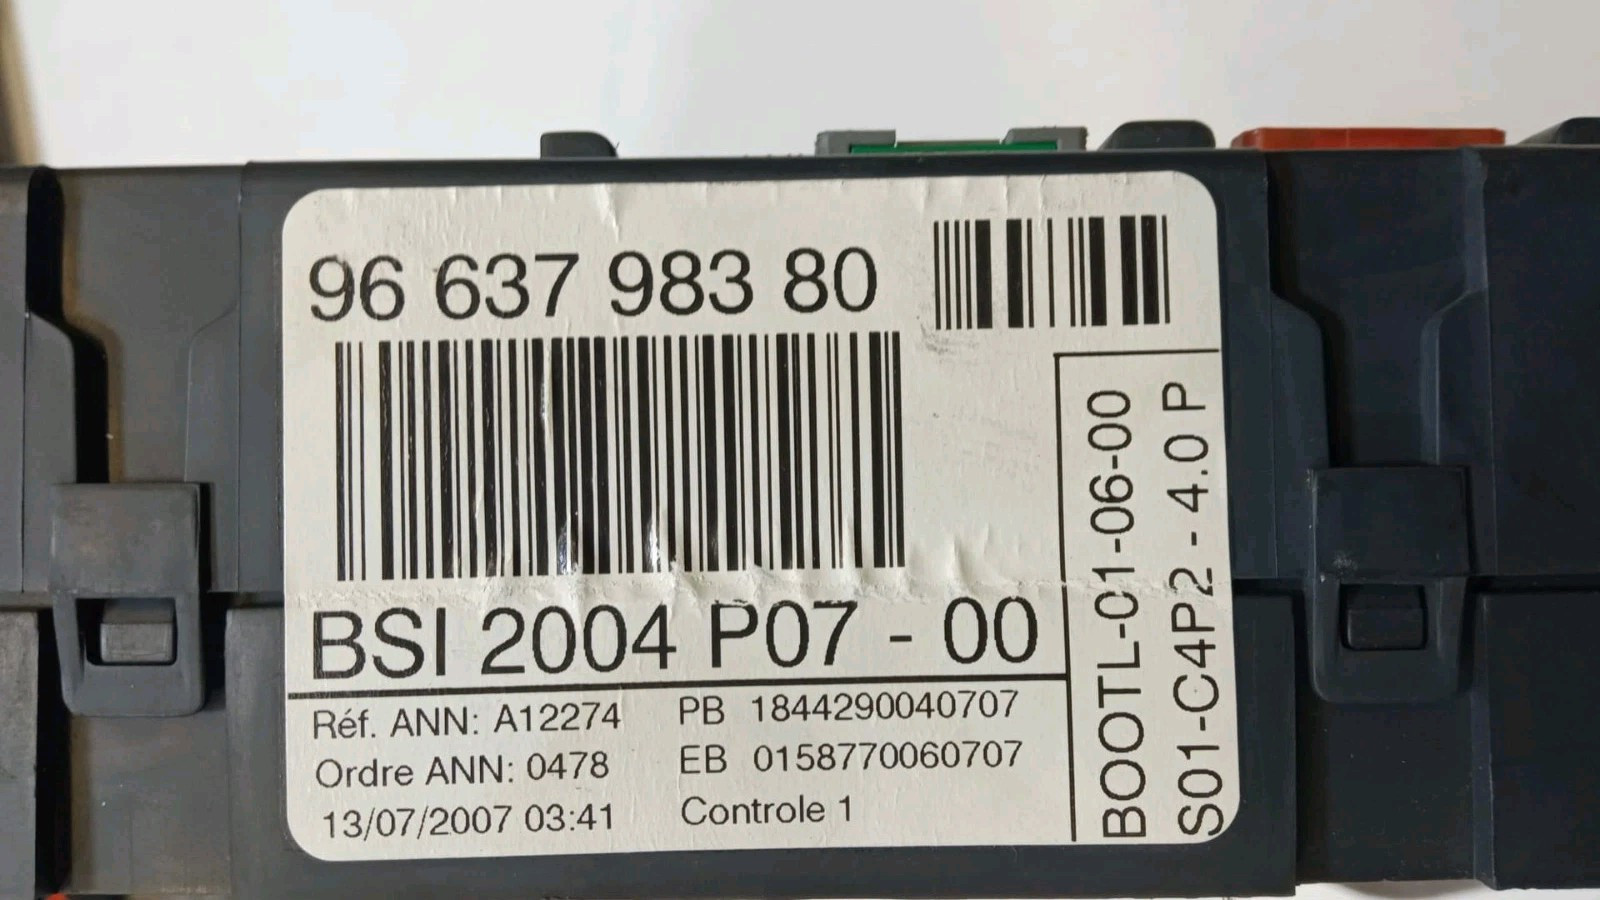 96 637 983 80
BSI 2004 P07 - 00
Réf. ANN: A12274
PB 1844290040707
Ordre ANN: 0478
EB 0158770060707
13/07/2007 03:41
Controle 1
BOOTL-01-06-00
S01-C4P2 - 4.0 P